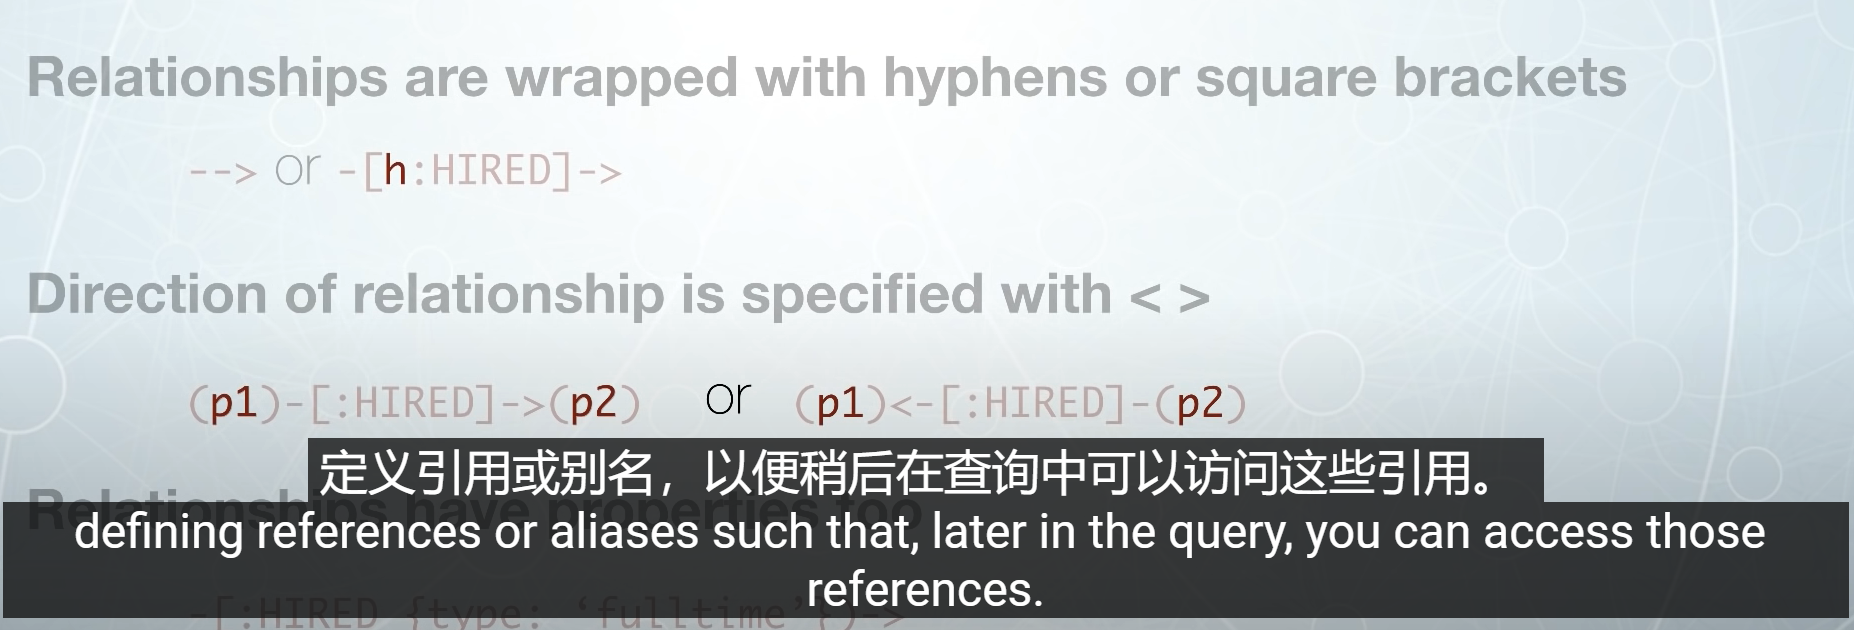 Relationships are wrapped with hyphens or square brackets
--> or -[h:HIRED]->
Direction of relationship is specified with < >
(p1)-[:HIRED]->(p2) or (p1)<-[:HIRED]-(p2)
定义引用或别名，以便稍后在查询中可以访问这些引用。
Relationships have properties too
defining references or aliases such that, later in the query, you can access those
references.
-[:HIRED {type: ‘fulltime’})->